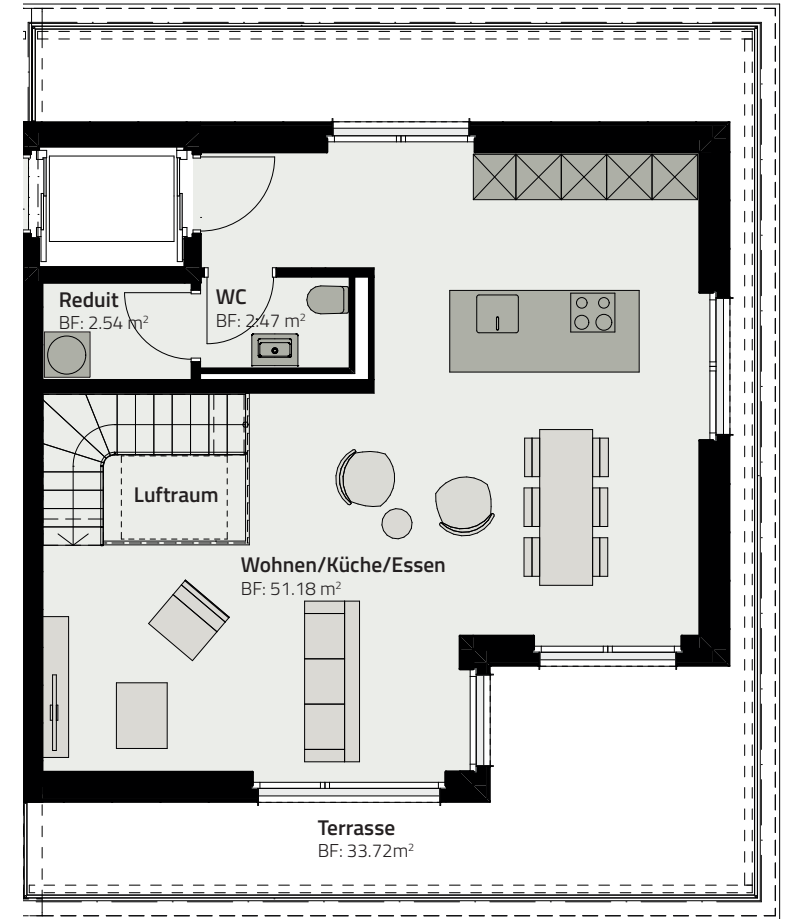 Reduit
BF: 2.54 m²
WC
BF: 2.47 m²
Luftraum
Wohnen/Küche/Essen
BF: 51.18 m²
Terrasse
BF: 33.72m²